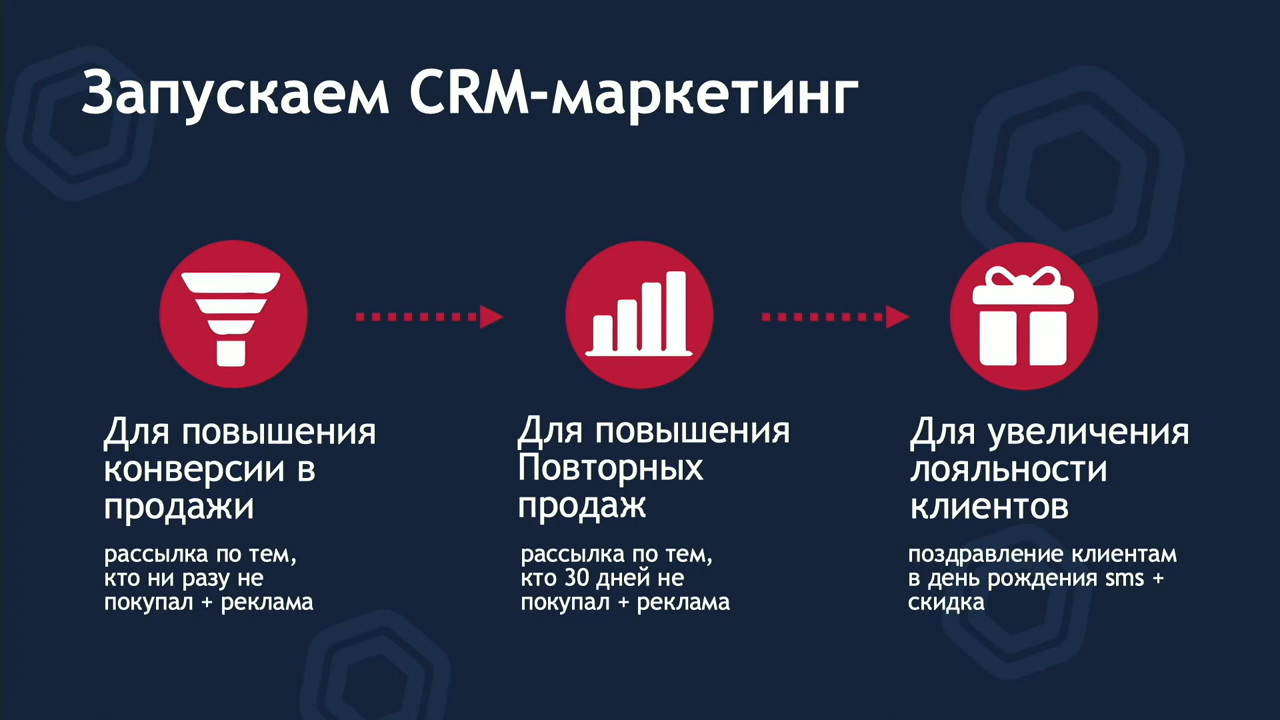 Запускаем CRM-маркетинг
Для повышения
конверсии в
продажи
рассылка по тем,
кто ни разу не
покупал + реклама
Для повышения
Повторных
продаж
рассылка по тем,
кто 30 дней не
покупал + реклама
Для увеличения
лояльности
клиентов
поздравление клиентам
в день рождения sms +
скидка